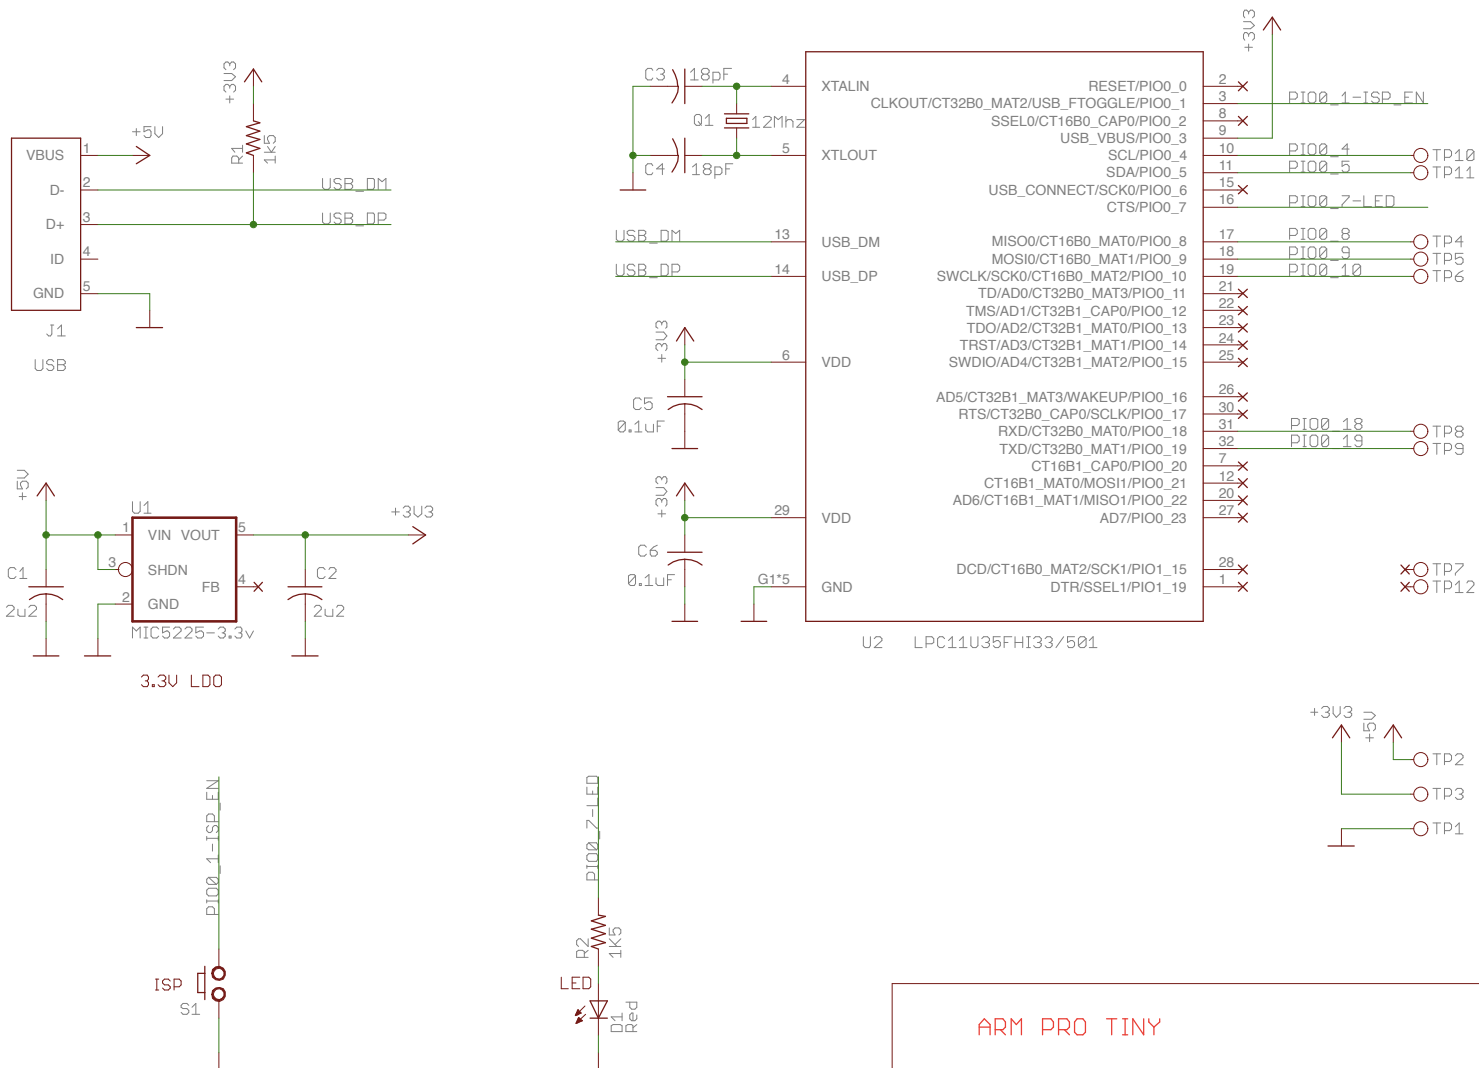 +3V3
R1
1k5
+5V
VBUS 1
D- 2
D+ 3
ID 4
GND 5
USB_DM
USB_DP
J1
USB
C3 18pF
Q1 12Mhz
C4 18pF
4 XTALIN
5 XTLOUT
USB_DM 13 USB_DM
USB_DP 14 USB_DP
+3V3
6 VDD
C5
0.1uF
+3V3
29 VDD
C6
0.1uF
G1*5 GND
+3V3
RESET/PIO0_0 2
CLKOUT/CT32B0_MAT2/USB_FTOGGLE/PIO0_1 3 PIO0_1-ISP_EN
SSEL0/CT16B0_CAP0/PIO0_2 8
USB_VBUS/PIO0_3 9
SCL/PIO0_4 10 PIO0_4 TP10
SDA/PIO0_5 11 PIO0_5 TP11
USB_CONNECT/SCK0/PIO0_6 15
CTS/PIO0_7 16 PIO0_7-LED
MISO0/CT16B0_MAT0/PIO0_8 17 PIO0_8 TP4
MOSI0/CT16B0_MAT1/PIO0_9 18 PIO0_9 TP5
SWCLK/SCK0/CT16B0_MAT2/PIO0_10 19 PIO0_10 TP6
TD/AD0/CT32B0_MAT3/PIO0_11 21
TMS/AD1/CT32B1_CAP0/PIO0_12 22
TDO/AD2/CT32B1_MAT0/PIO0_13 23
TRST/AD3/CT32B1_MAT1/PIO0_14 24
SWDIO/AD4/CT32B1_MAT2/PIO0_15 25
AD5/CT32B1_MAT3/WAKEUP/PIO0_16 26
RTS/CT32B0_CAP0/SCLK/PIO0_17 30
RXD/CT32B0_MAT0/PIO0_18 31 PIO0_18 TP8
TXD/CT32B0_MAT1/PIO0_19 32 PIO0_19 TP9
CT16B1_CAP0/PIO0_20 7
CT16B1_MAT0/MOSI1/PIO0_21 12
AD6/CT16B1_MAT1/MISO1/PIO0_22 20
AD7/PIO0_23 27
DCD/CT16B0_MAT2/SCK1/PIO1_15 28 TP7
DTR/SSEL1/PIO1_19 1 TP12
U2 LPC11U35FHI33/501
+5V
U1
+3V3
1 VIN VOUT 5
3 SHDN
FB 4
2 GND
C1
2u2
C2
2u2
MIC5225-3.3v
3.3V LDO
+3V3
+5V
TP2
TP3
TP1
PIO0_1-ISP_EN
ISP
S1
PIO0_7-LED
R2
1K5
LED
D1
Red
ARM PRO TINY